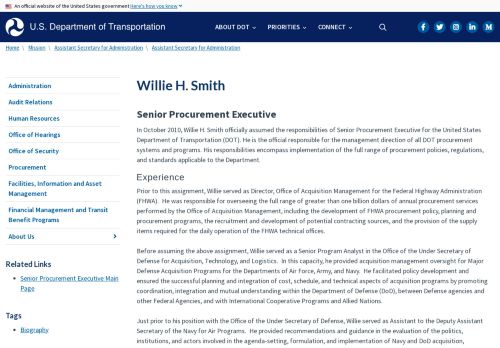 An official website of the United States government Here's how you know
U.S. Department of Transportation
ABOUT DOT
PRIORITIES
CONNECT
Home \ Mission \ Assistant Secretary for Administration \ Assistant Secretary for Administration
Administration
Audit Relations
Human Resources
Office of Hearings
Office of Security
Procurement
Facilities, Information and Asset
Management
Financial Management and Transit
Benefit Programs
About Us
Related Links
Senior Procurement Executive Main
Page
Tags
Biography
Willie H. Smith
Senior Procurement Executive
In October 2010, Willie H. Smith officially assumed the responsibilities of Senior Procurement Executive for the United States
Department of Transportation (DOT). He is the official responsible for the management direction of all DOT procurement
systems and programs. His responsibilities encompass implementation of the full range of procurement policies, regulations,
and standards applicable to the Department.
Experience
Prior to this assignment, Willie served as Director, Office of Acquisition Management for the Federal Highway Administration
(FHWA). He was responsible for overseeing the full range of greater than one billion dollars of annual procurement services
performed by the Office of Acquisition Management, including the development of FHWA procurement policy, planning and
procurement programs, the recruitment and development of potential contracting sources, and the provision of the supply
items required for the daily operation of the FHWA technical offices.
Before assuming the above assignment, Willie served as a Senior Program Analyst in the Office of the Under Secretary of
Defense for Acquisition, Technology, and Logistics. In this capacity, he provided acquisition management oversight for Major
Defense Acquisition Programs for the Departments of Air Force, Army, and Navy. He facilitated policy development and
ensured the successful planning and integration of cost, schedule, and technical aspects of acquisition programs by promoting
coordination, integration and mutual understanding within the Department of Defense (DoD), between Defense agencies and
other Federal Agencies, and with International Cooperative Programs and Allied Nations.
Just prior to his position with the Office of the Under Secretary of Defense, Willie served as Assistant to the Deputy Assistant
Secretary of the Navy for Air Programs. He provided recommendations and guidance in the evaluation of the politics,
institutions, and actors involved in the agenda-setting, formulation, and implementation of Navy and DoD acquisition,